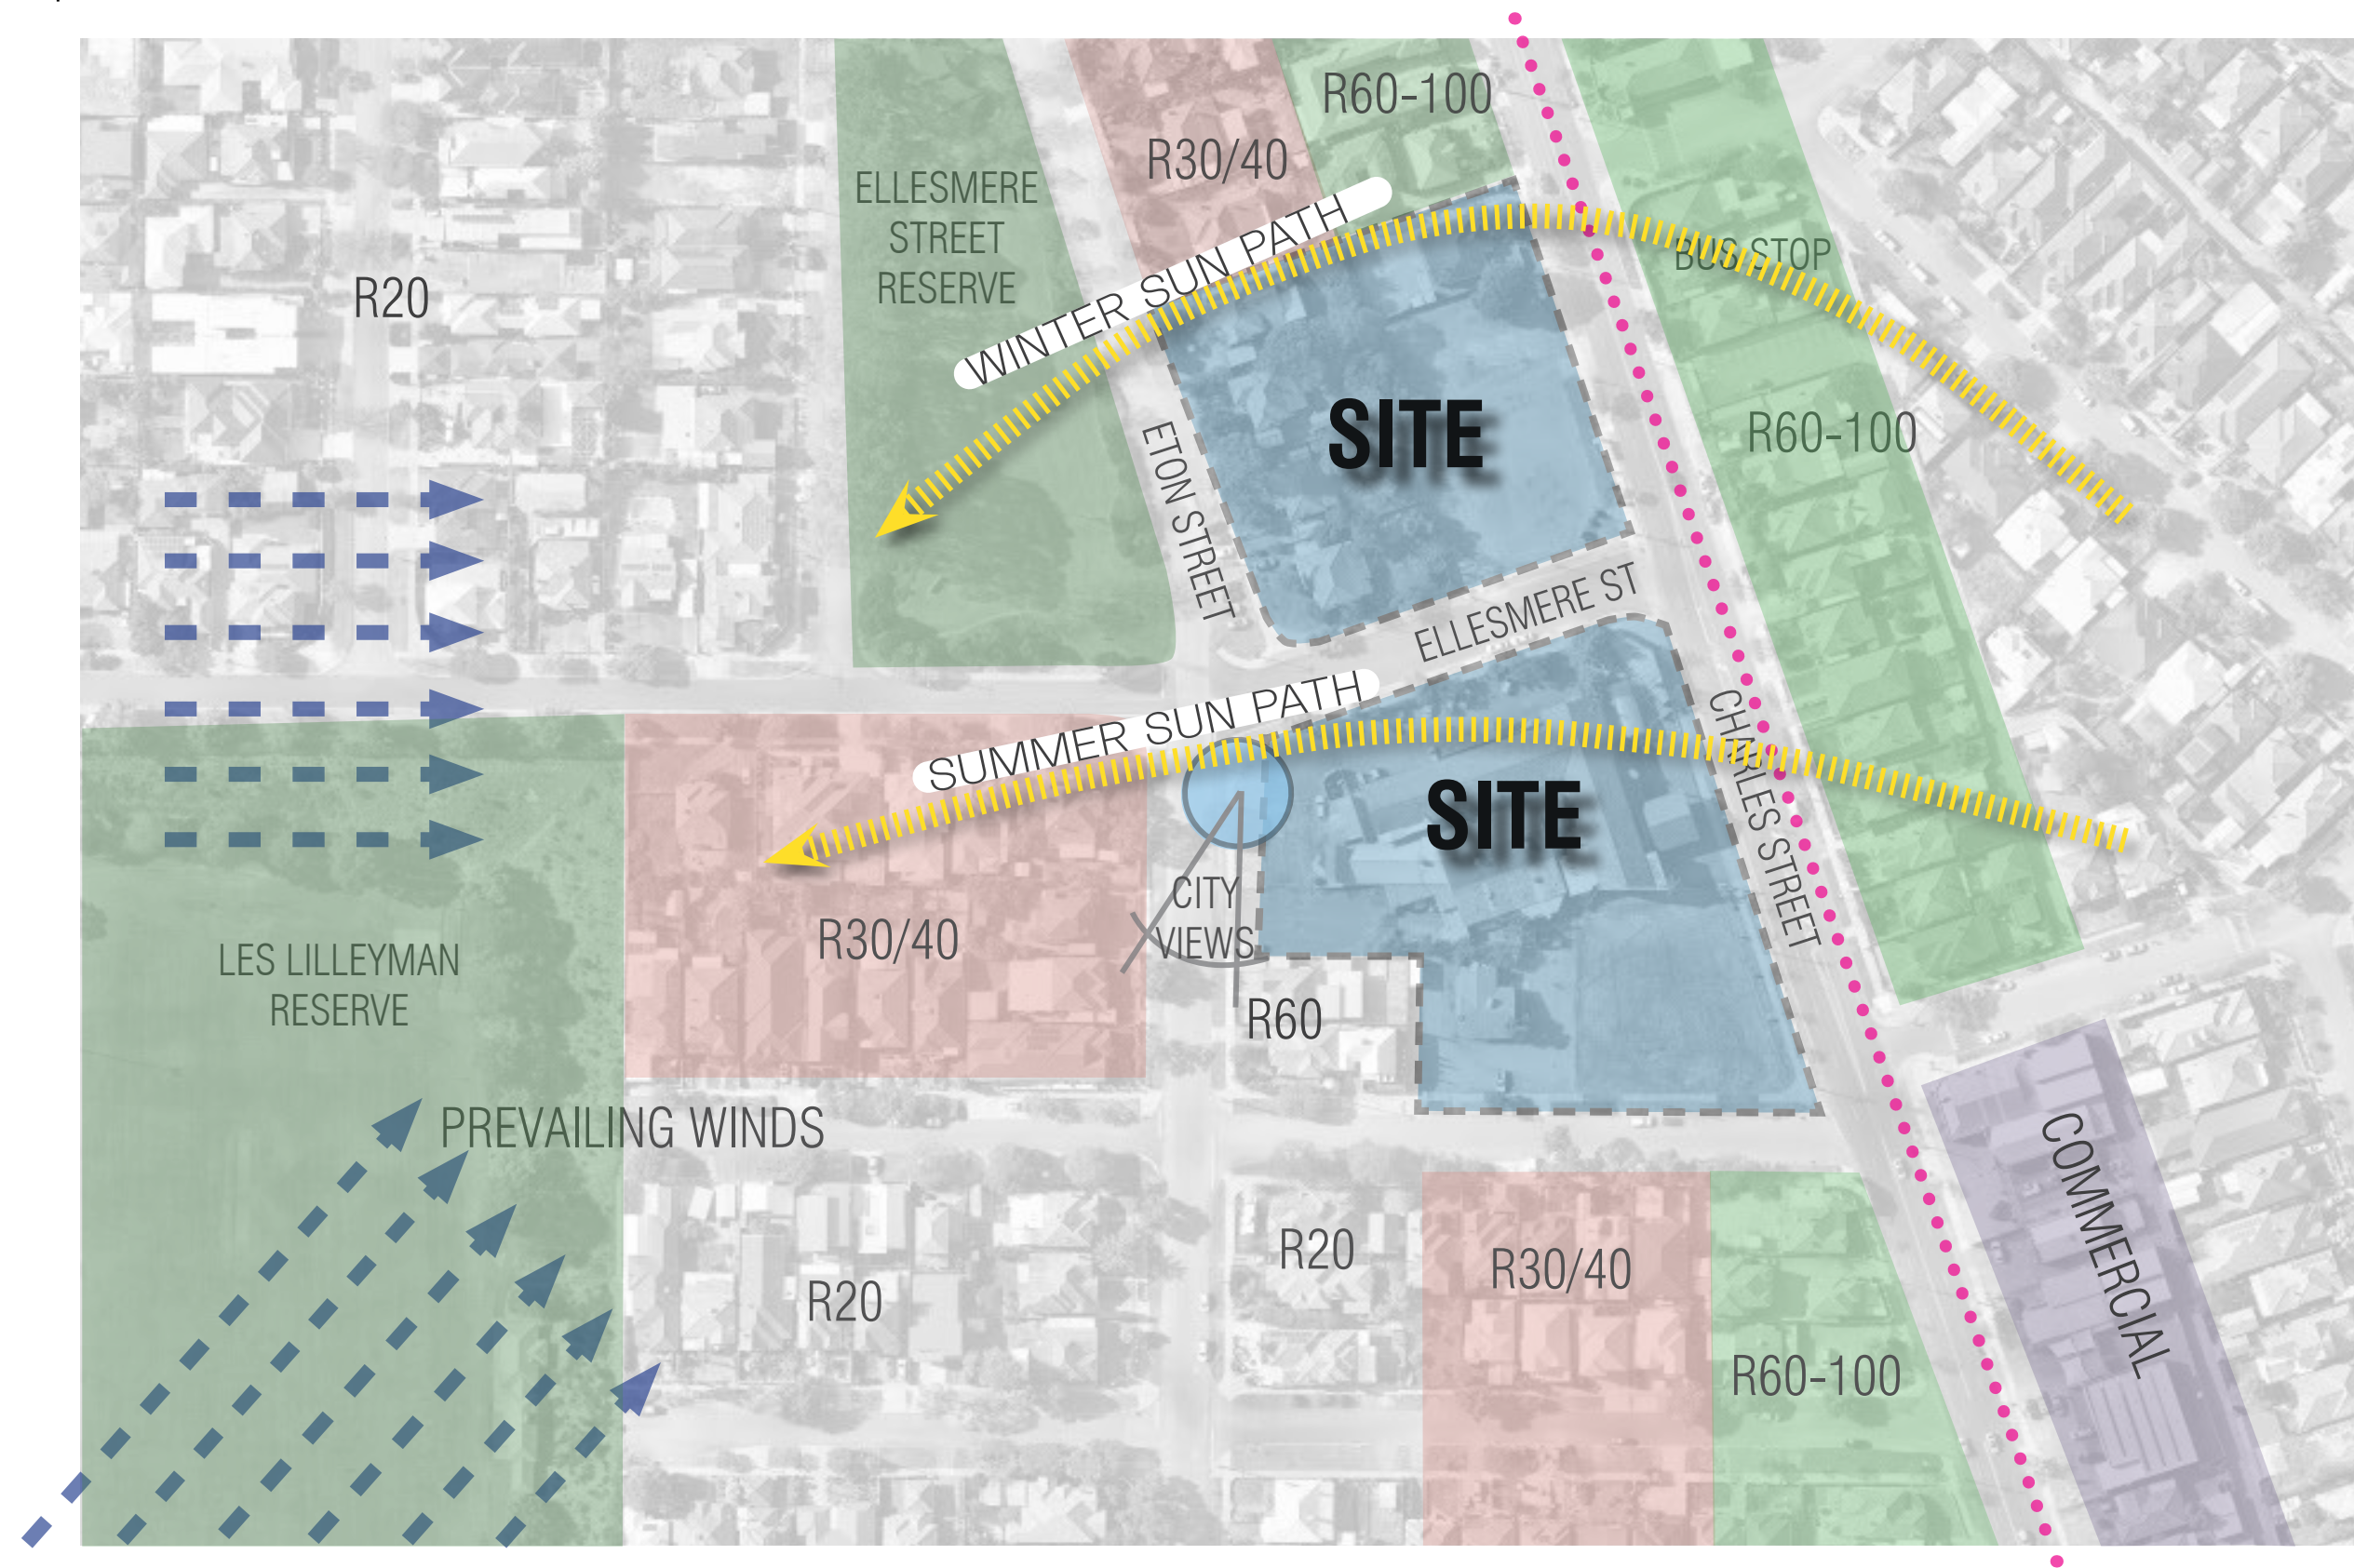 R60-100
R30/40
ELLESMERE
STREET
RESERVE
BUS STOP
R20
WINTER SUN PATH
SITE
R60-100
ETON STREET
ELLESMERE ST
SUMMER SUN PATH
CHARLES STREET
SITE
CITY
VIEWS
R30/40
LES LILLEYMAN
RESERVE
R60
PREVAILING WINDS
COMMERCIAL
R20
R30/40
R20
R60-100